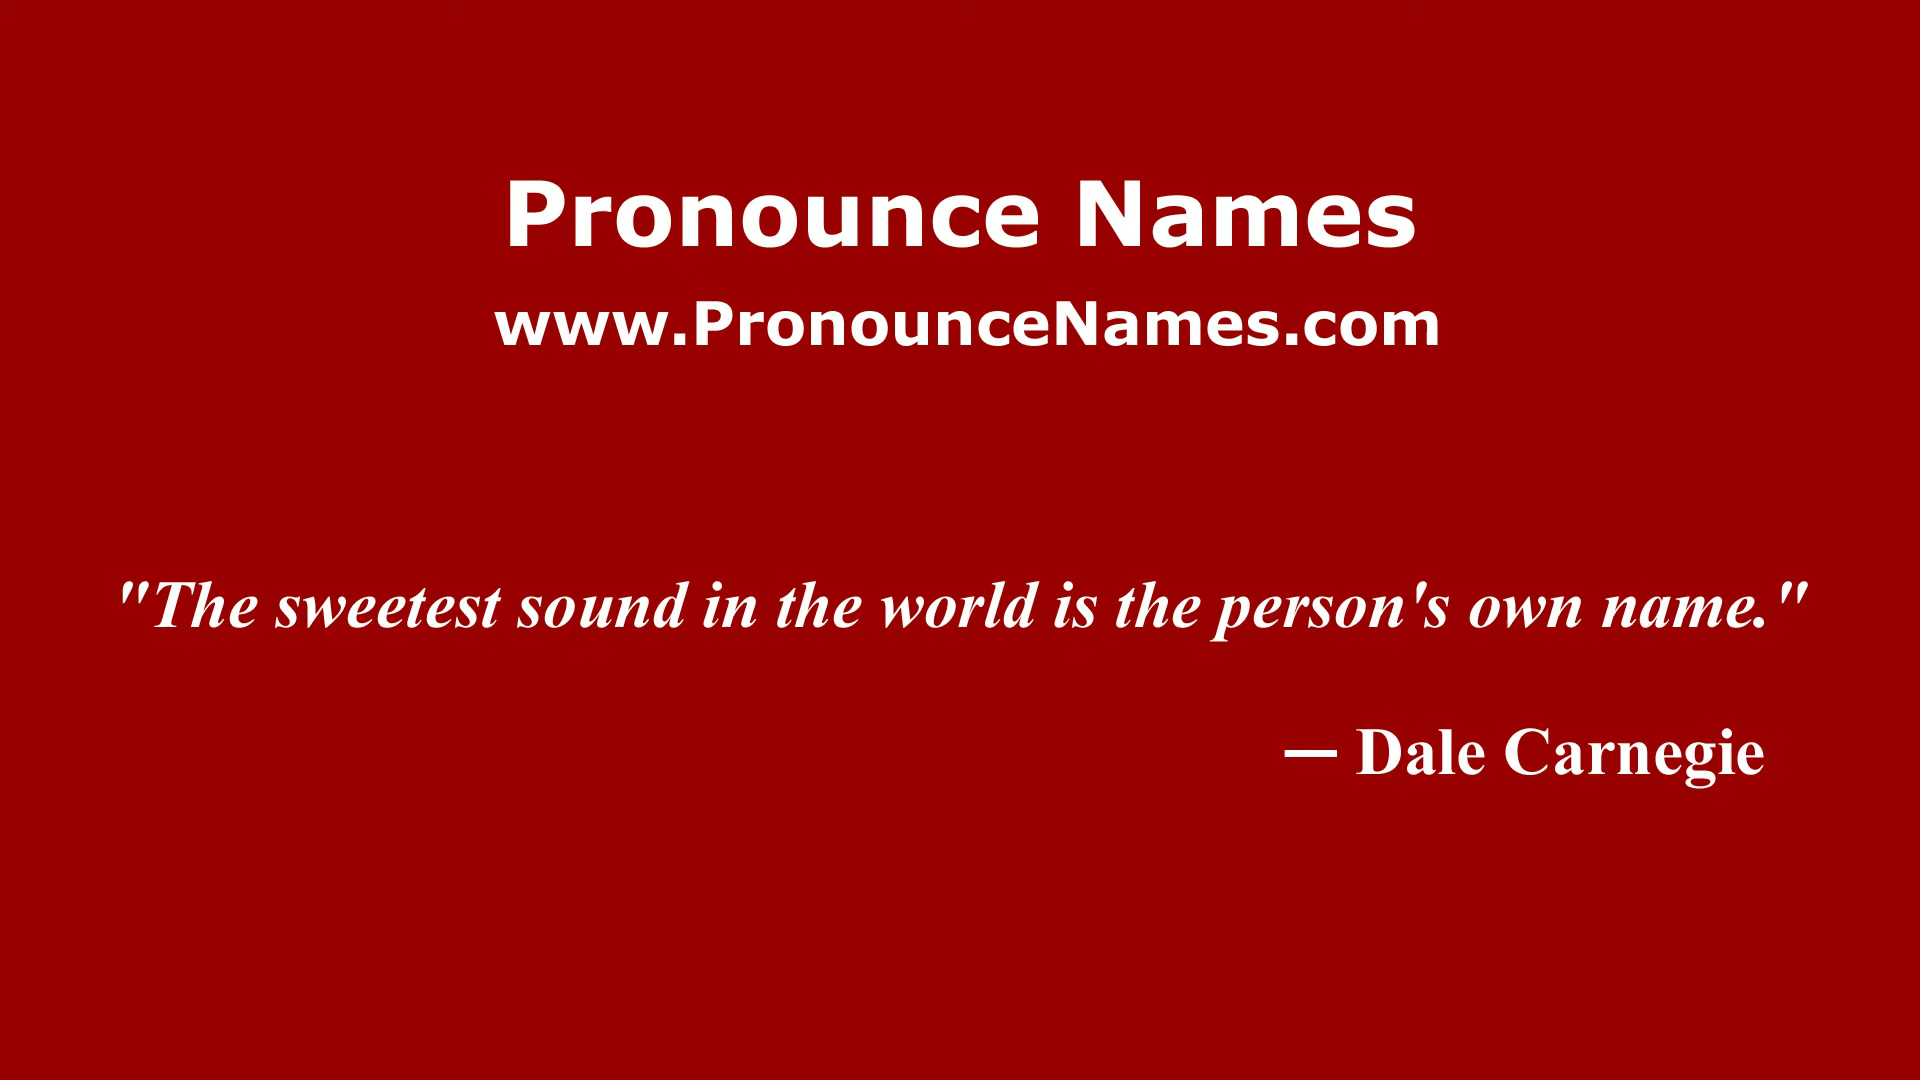 Pronounce Names
www.PronounceNames.com
"The sweetest sound in the world is the person's own name."
— Dale Carnegie